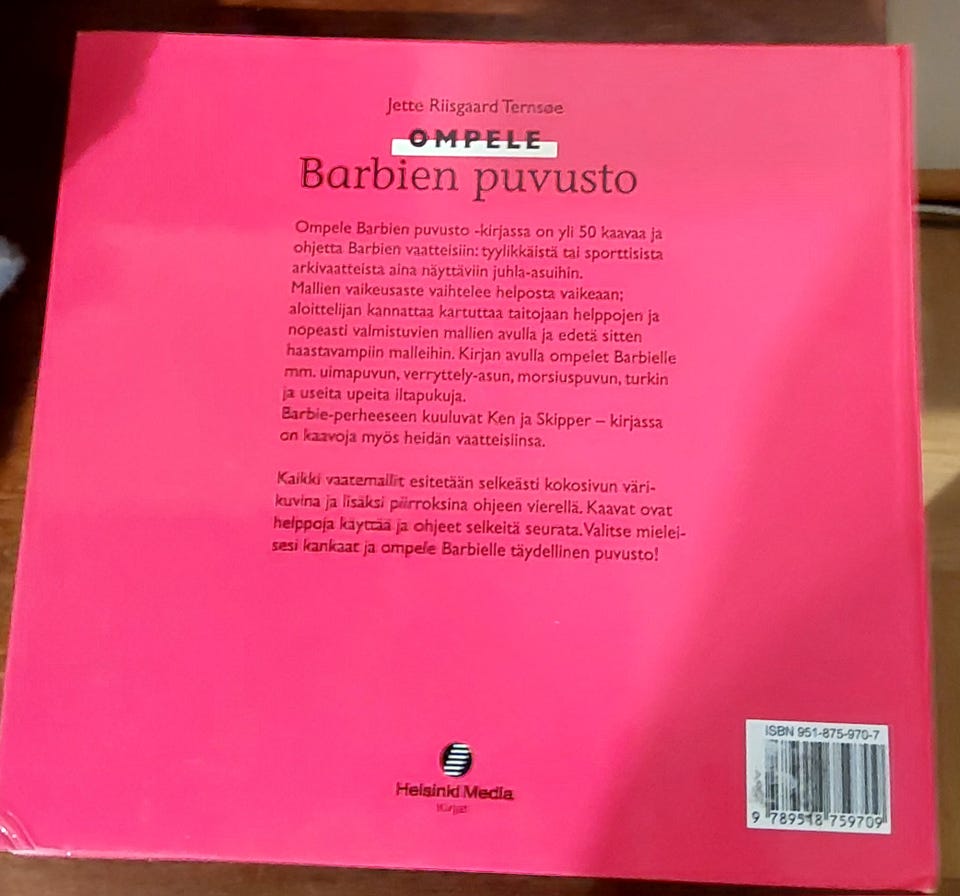 Jette Riisgaard Ternsøe
OMPELE
Barbien puvusto
Ompele Barbien puvusto -kirjassa on yli 50 kaavaa ja
ohjetta Barbien vaatteisiin: tyylikkäistä tai sporttisista
arkivaatteista aina näyttäviin juhla-asuihin.
Mallien vaikeusaste vaihtelee helposta vaikeaan;
aloittelijan kannattaa kartuttaa taitojaan helppojen ja
nopeasti valmistuvien mallien avulla ja edetä sitten
haastavampiin malleihin. Kirjan avulla ompelet Barbielle
mm. uimapuvun, verryttely-asun, morsiuspuvun, turkin
ja useita upeita iltapukuja.
Barbie-perheeseen kuuluvat Ken ja Skipper – kirjassa
on kaavoja myös heidän vaatteisiinsa.
Kaikki vaatemallit esitetään selkeästi kokosivun väri-
kuvina ja lisäksi piirroksina ohjeen vierellä. Kaavat ovat
helppoja käyttää ja ohjeet selkeitä seurata. Valitse mielei-
sesi kankaat ja ompele Barbielle täydellinen puvusto!
Helsinki Media
Kirjat
ISBN 951-875-970-7
9 789518 759709